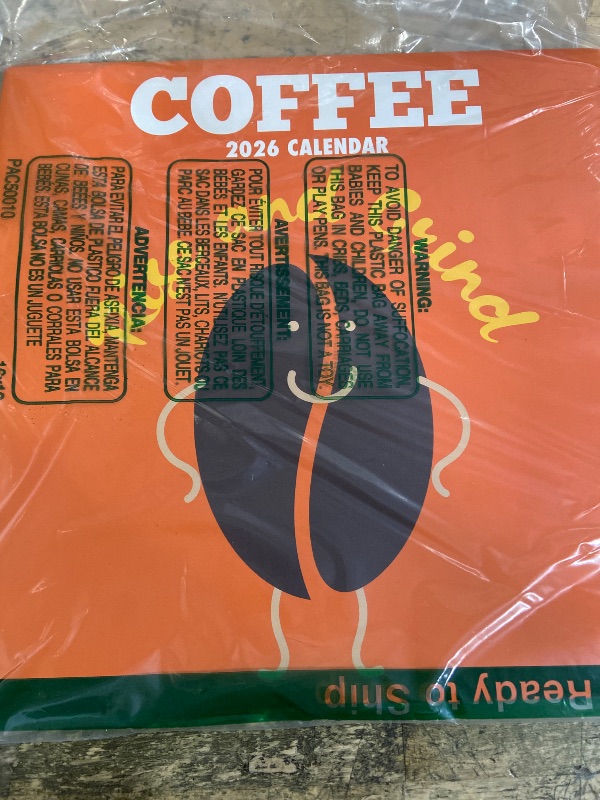 COFFEE
2026 CALENDAR
Grind
WARNING:
TO AVOID DANGER OF SUFFOCATION,
KEEP THIS PLASTIC BAG AWAY FROM
BABIES AND CHILDREN, DO NOT USE
THIS BAG IN CRIBS, BEDS, CARRIAGES
OR PLAY PENS. THIS BAG IS NOT A TOY.
AVERTISSEMENT:
POUR ÉVITER TOUT RISQUE D'ÉTOUFFEMENT
GARDEZ CE SAC EN PLASTIQUE LOIN DES
BÉBÉS ET LES ENFANTS. N'UTILISEZ PAS CE
SAC DANS LES BERCEAUX, LITS, CHARIOTS OU
PARC AU BÉBÉ. CE SAC N'EST PAS UN JOUET.
ADVERTENCIA:
PARA EVITAR EL PELIGRO DE ASFIXIA, MANTENGA
ESTA BOLSA DE PLASTICO FUERA DEL ALCANCE
DE BEBES Y NIÑOS. NO USAR ESTA BOLSA EN
CUNAS, CAMAS, CARRIOLAS O CORRALES PARA
BEBES. ESTA BOLSA NO ES UN JUGUETE
PAC50010
Ready to Ship